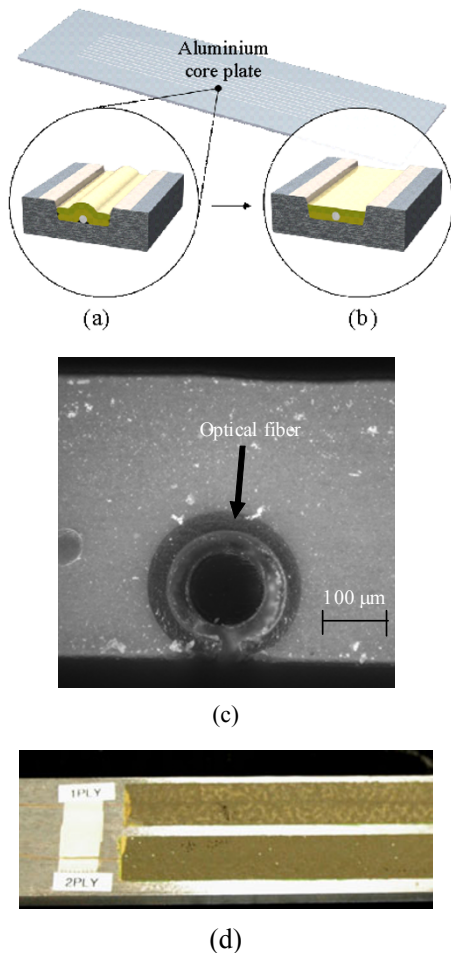 Aluminium
core plate
(a)
(b)
Optical fiber
100 μm
(c)
1PLY
2PLY
(d)